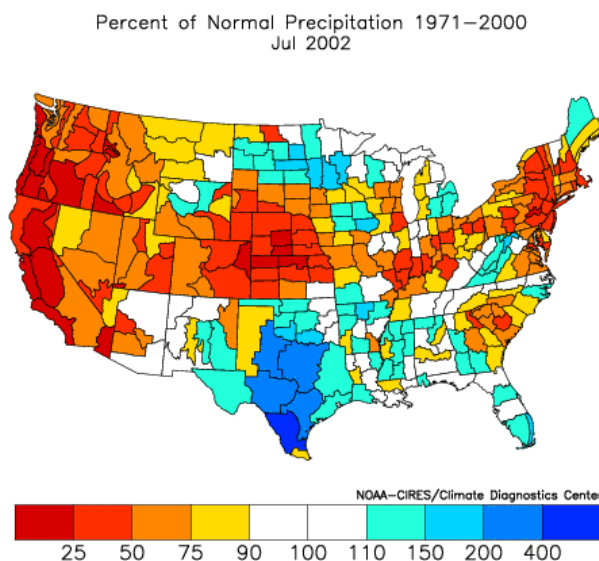 Percent of Normal Precipitation 1971-2000
Jul 2002
NOAA-CIRES/Climate Diagnostics Center
25 50 75 90 100 110 150 200 400